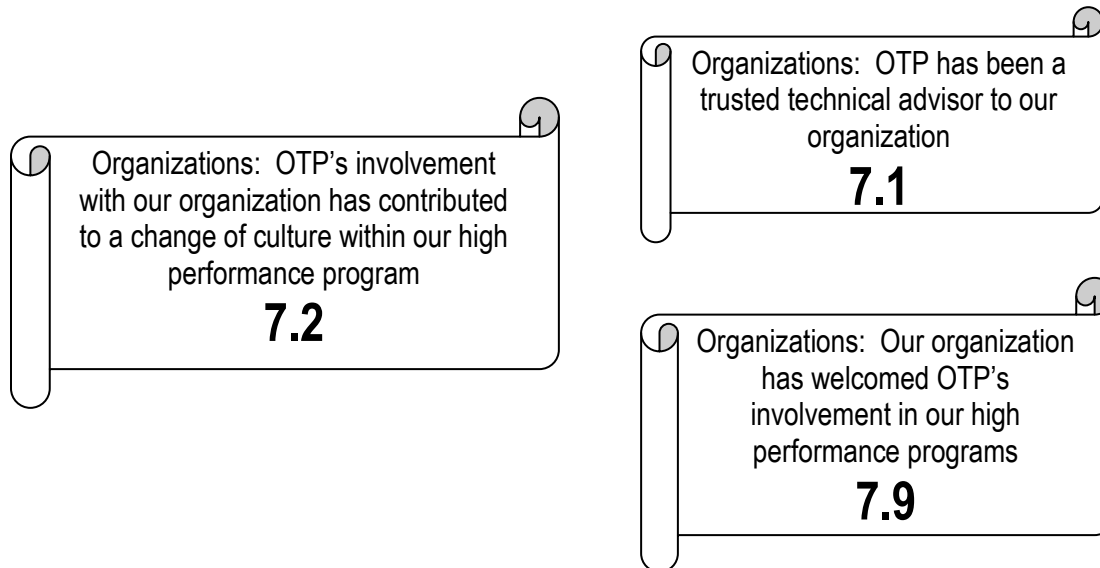 Organizations:  OTP's involvement
with our organization has contributed
to a change of culture within our high
performance program
7.2
Organizations:  OTP has been a
trusted technical advisor to our
organization
7.1
Organizations:  Our organization
has welcomed OTP's
involvement in our high
performance programs
7.9